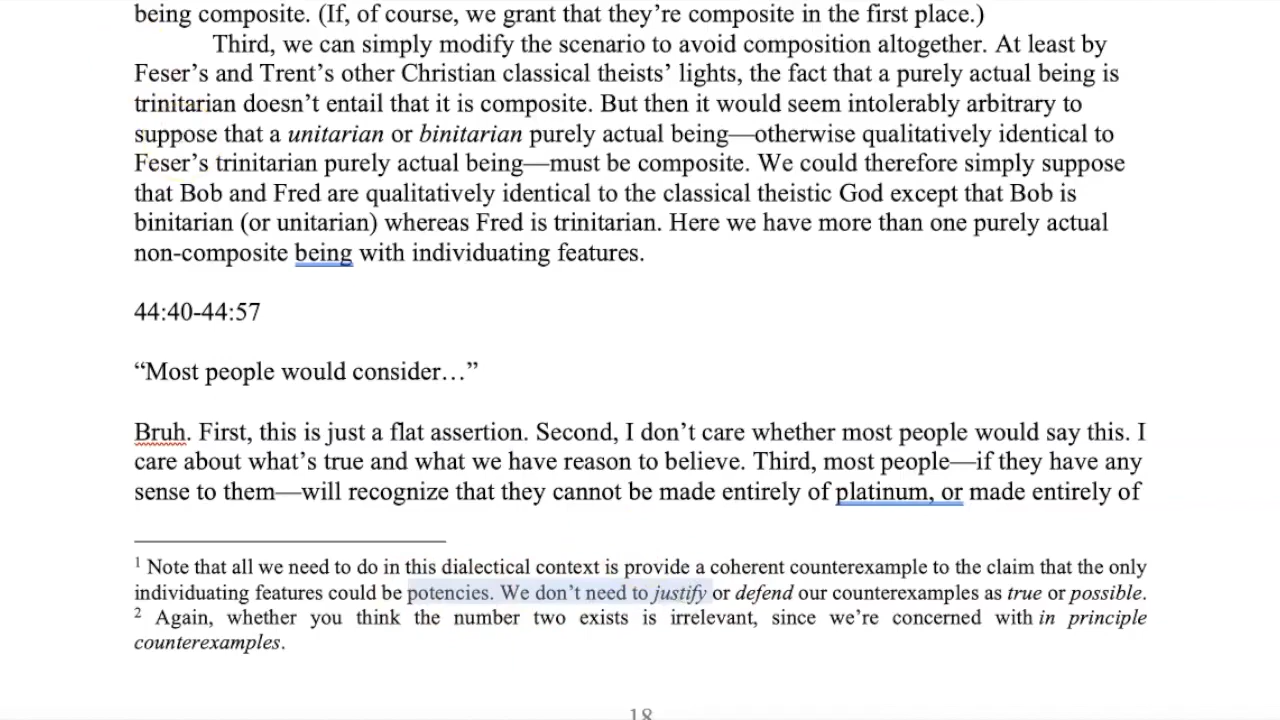 being composite. (If, of course, we grant that they’re composite in the first place.)
Third, we can simply modify the scenario to avoid composition altogether. At least by
Feser’s and Trent’s other Christian classical theists’ lights, the fact that a purely actual being is
trinitarian doesn’t entail that it is composite. But then it would seem intolerably arbitrary to
suppose that a unitarian or binitarian purely actual being—otherwise qualitatively identical to
Feser’s trinitarian purely actual being—must be composite. We could therefore simply suppose
that Bob and Fred are qualitatively identical to the classical theistic God except that Bob is
binitarian (or unitarian) whereas Fred is trinitarian. Here we have more than one purely actual
non-composite being with individuating features.
44:40-44:57
“Most people would consider…”
Bruh. First, this is just a flat assertion. Second, I don’t care whether most people would say this. I
care about what’s true and what we have reason to believe. Third, most people—if they have any
sense to them—will recognize that they cannot be made entirely of platinum, or made entirely of
1 Note that all we need to do in this dialectical context is provide a coherent counterexample to the claim that the only
individuating features could be potencies. We don’t need to justify or defend our counterexamples as true or possible.
2 Again, whether you think the number two exists is irrelevant, since we’re concerned with in principle
counterexamples.
18